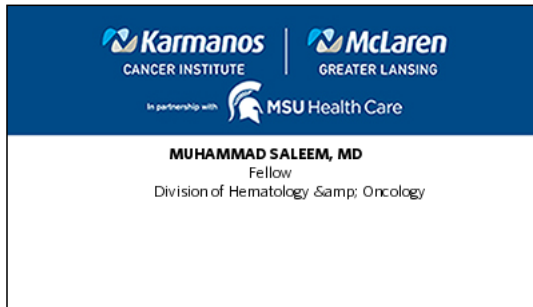 Karmanos
CANCER INSTITUTE
McLaren
GREATER LANSING
In partnership with MSU Health Care
MUHAMMAD SALEEM, MD
Fellow
Division of Hematology &amp; Oncology